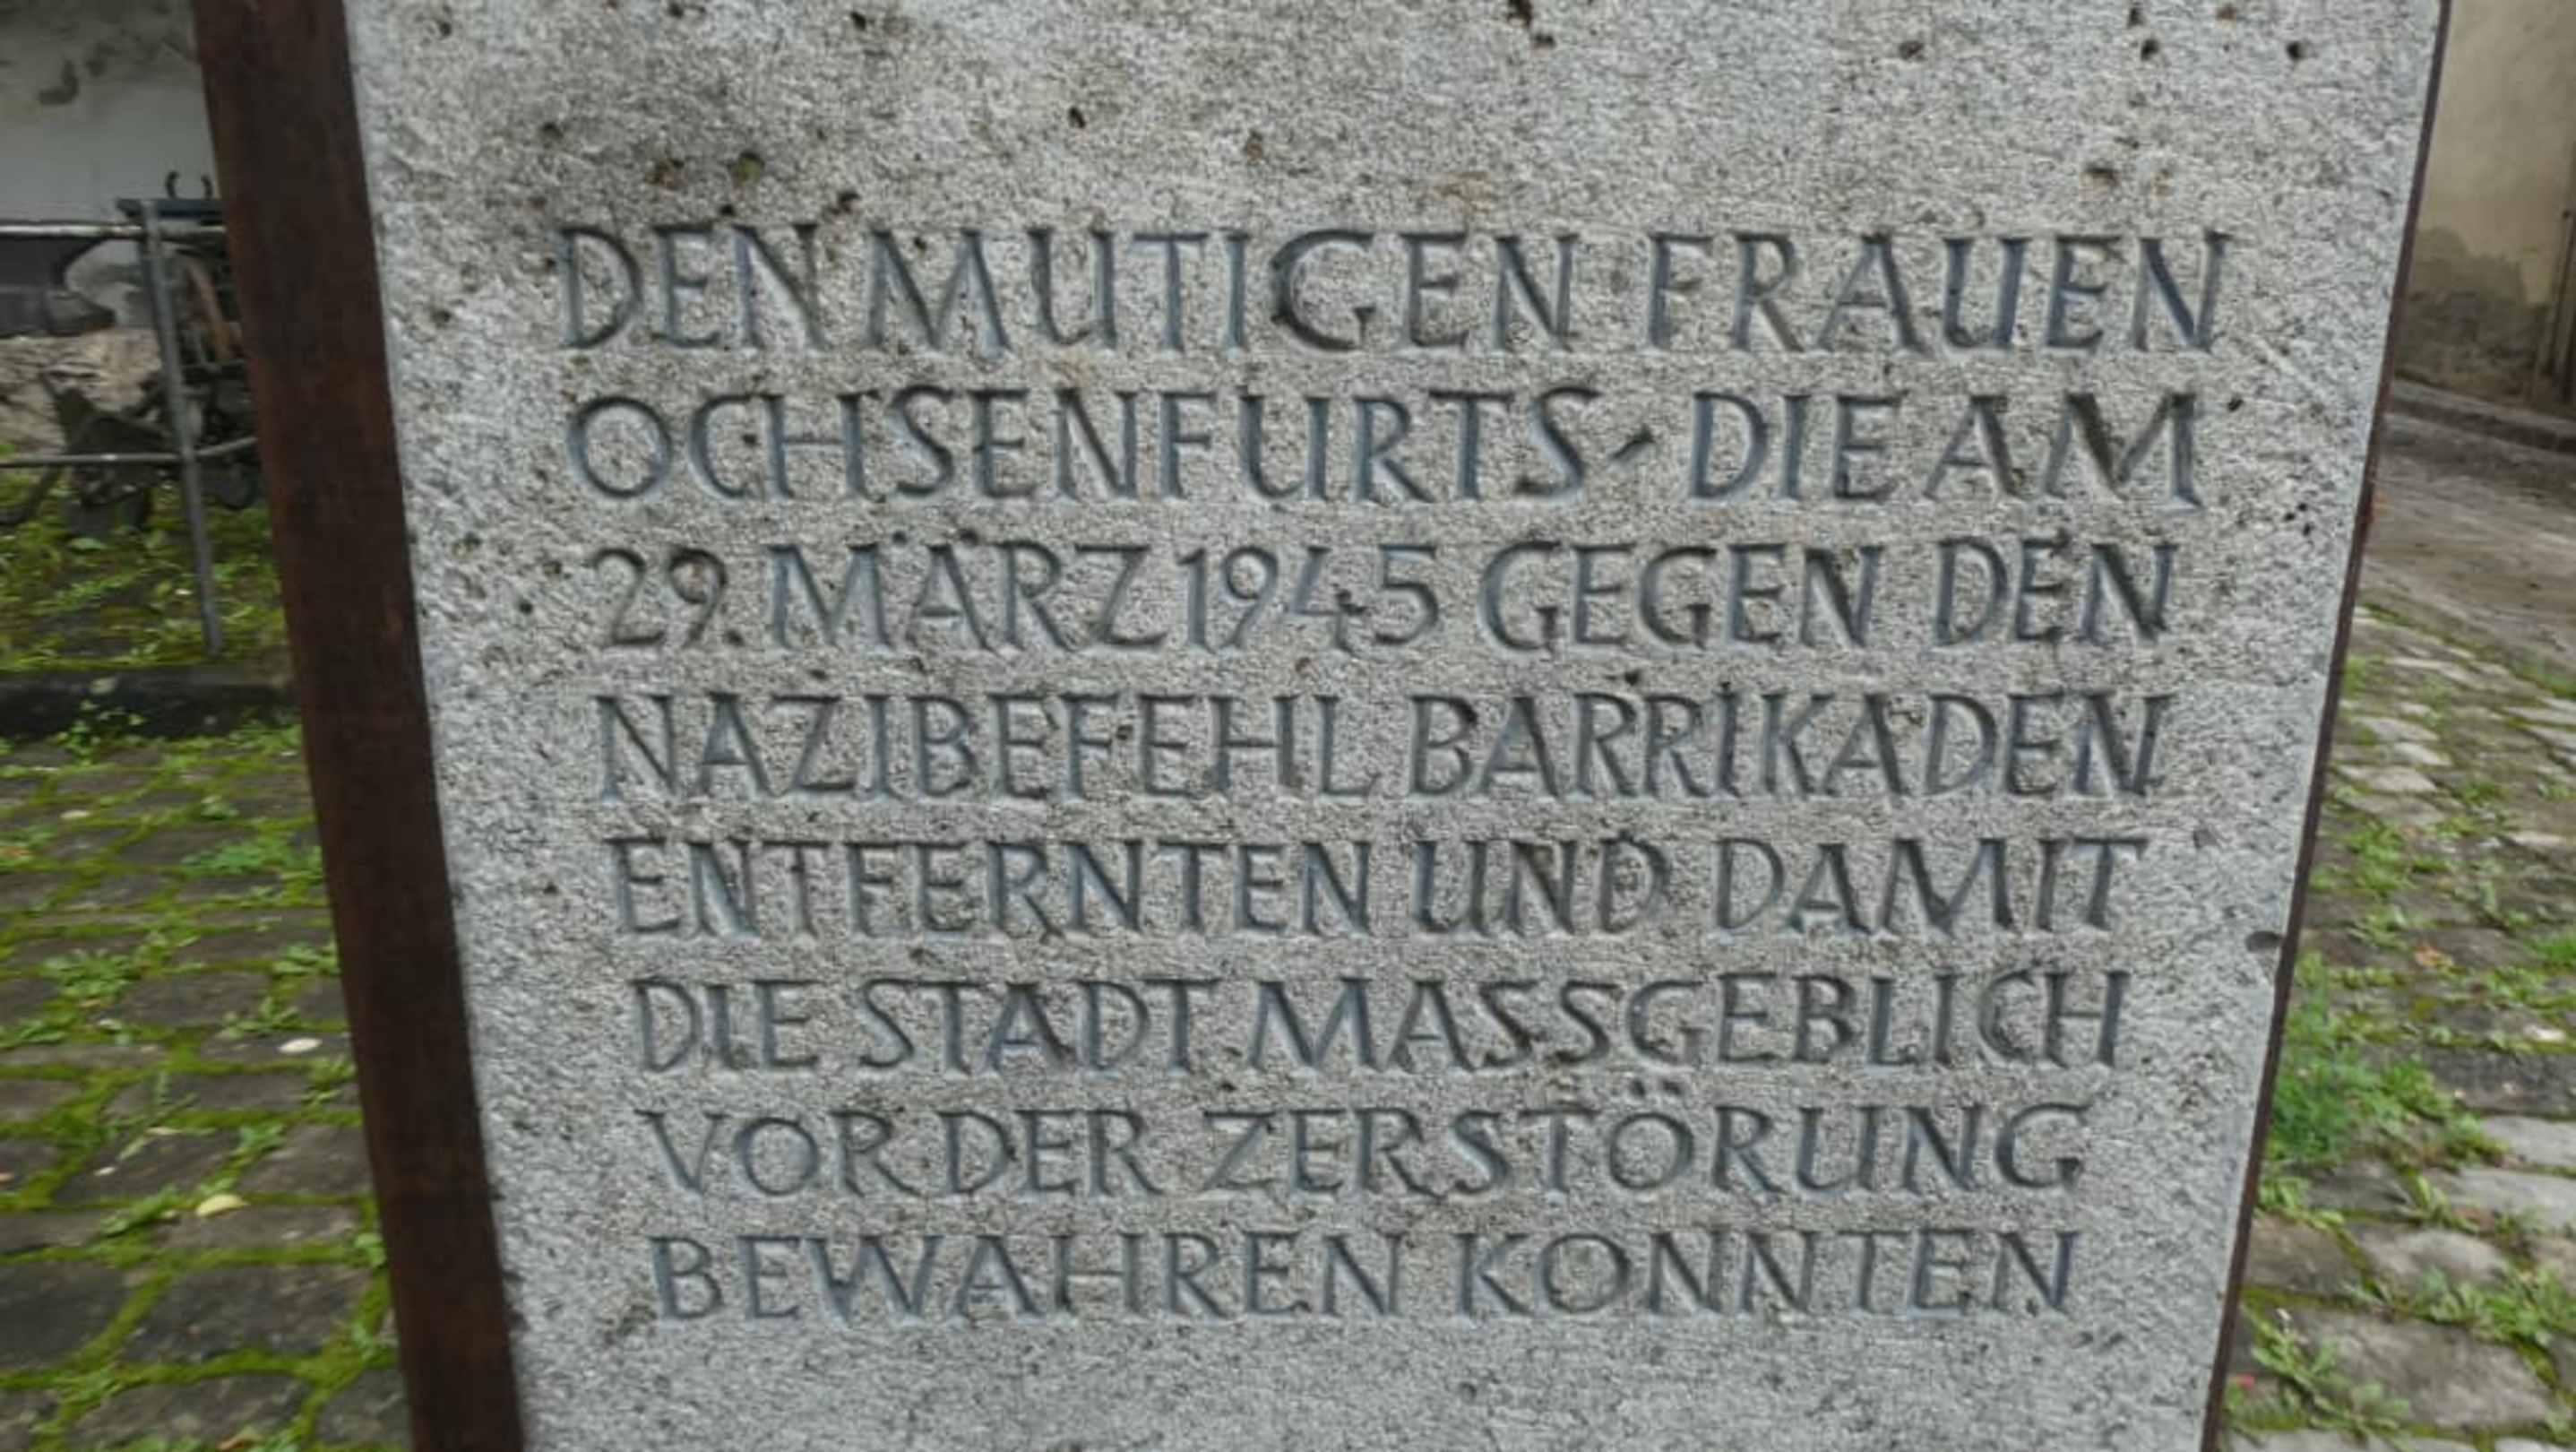 DEN MUTIGEN FRAUEN
OCHSENFURTS, DIE AM
29. MÄRZ 1945 GEGEN DEN
NAZIBEFEHL BARRIKADEN
ENTFERNTEN UND DAMIT
DIE STADT MASSGEBLICH
VOR DER ZERSTÖRUNG
BEWAHREN KONNTEN